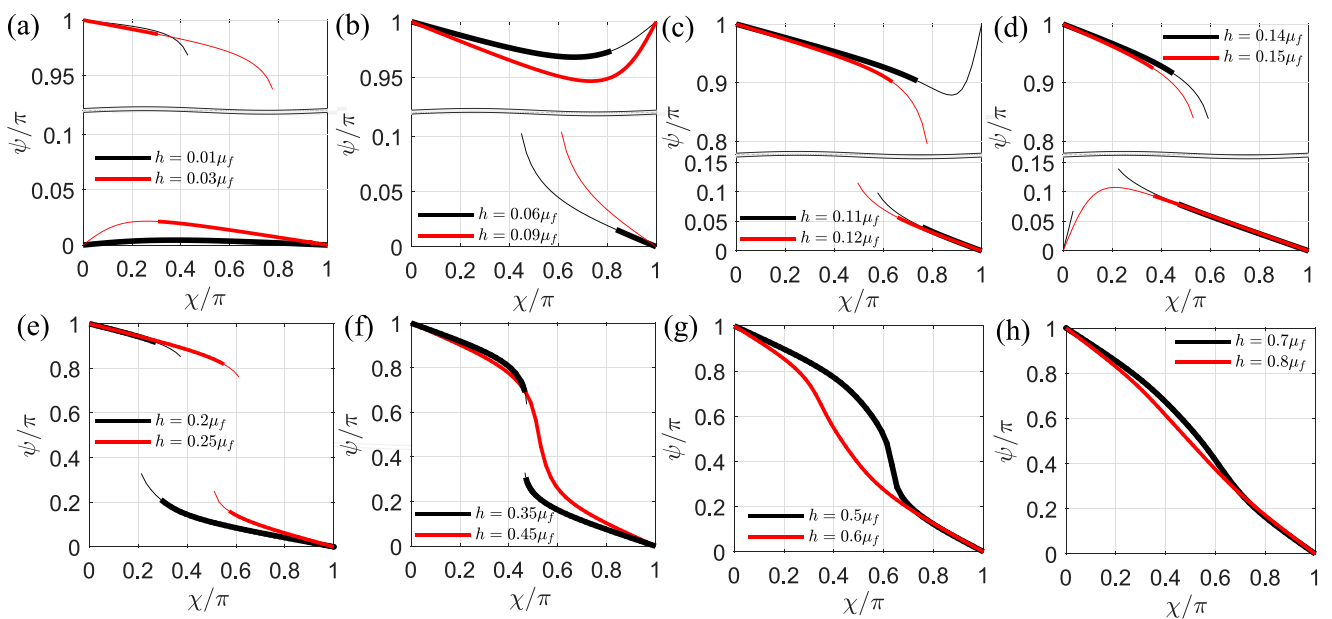 (a)
1
0.95
0.1
0.05
0
ψ/π
h = 0.01μ_f
h = 0.03μ_f
0 0.2 0.4 0.6 0.8 1
χ/π
(b)
1
0.95
0.1
0.05
0
ψ/π
h = 0.06μ_f
h = 0.09μ_f
0 0.2 0.4 0.6 0.8 1
χ/π
(c)
1
0.9
0.8
0.15
0.1
0.05
0
ψ/π
h = 0.11μ_f
h = 0.12μ_f
0 0.2 0.4 0.6 0.8 1
χ/π
(d)
1
0.9
0.8
0.15
0.1
0.05
0
ψ/π
h = 0.14μ_f
h = 0.15μ_f
0 0.2 0.4 0.6 0.8 1
χ/π
(e)
1
0.8
0.6
0.4
0.2
0
ψ/π
h = 0.2μ_f
h = 0.25μ_f
0 0.2 0.4 0.6 0.8 1
χ/π
(f)
1
0.8
0.6
0.4
0.2
0
ψ/π
h = 0.35μ_f
h = 0.45μ_f
0 0.2 0.4 0.6 0.8 1
χ/π
(g)
1
0.8
0.6
0.4
0.2
0
ψ/π
h = 0.5μ_f
h = 0.6μ_f
0 0.2 0.4 0.6 0.8 1
χ/π
(h)
1
0.8
0.6
0.4
0.2
0
ψ/π
h = 0.7μ_f
h = 0.8μ_f
0 0.2 0.4 0.6 0.8 1
χ/π